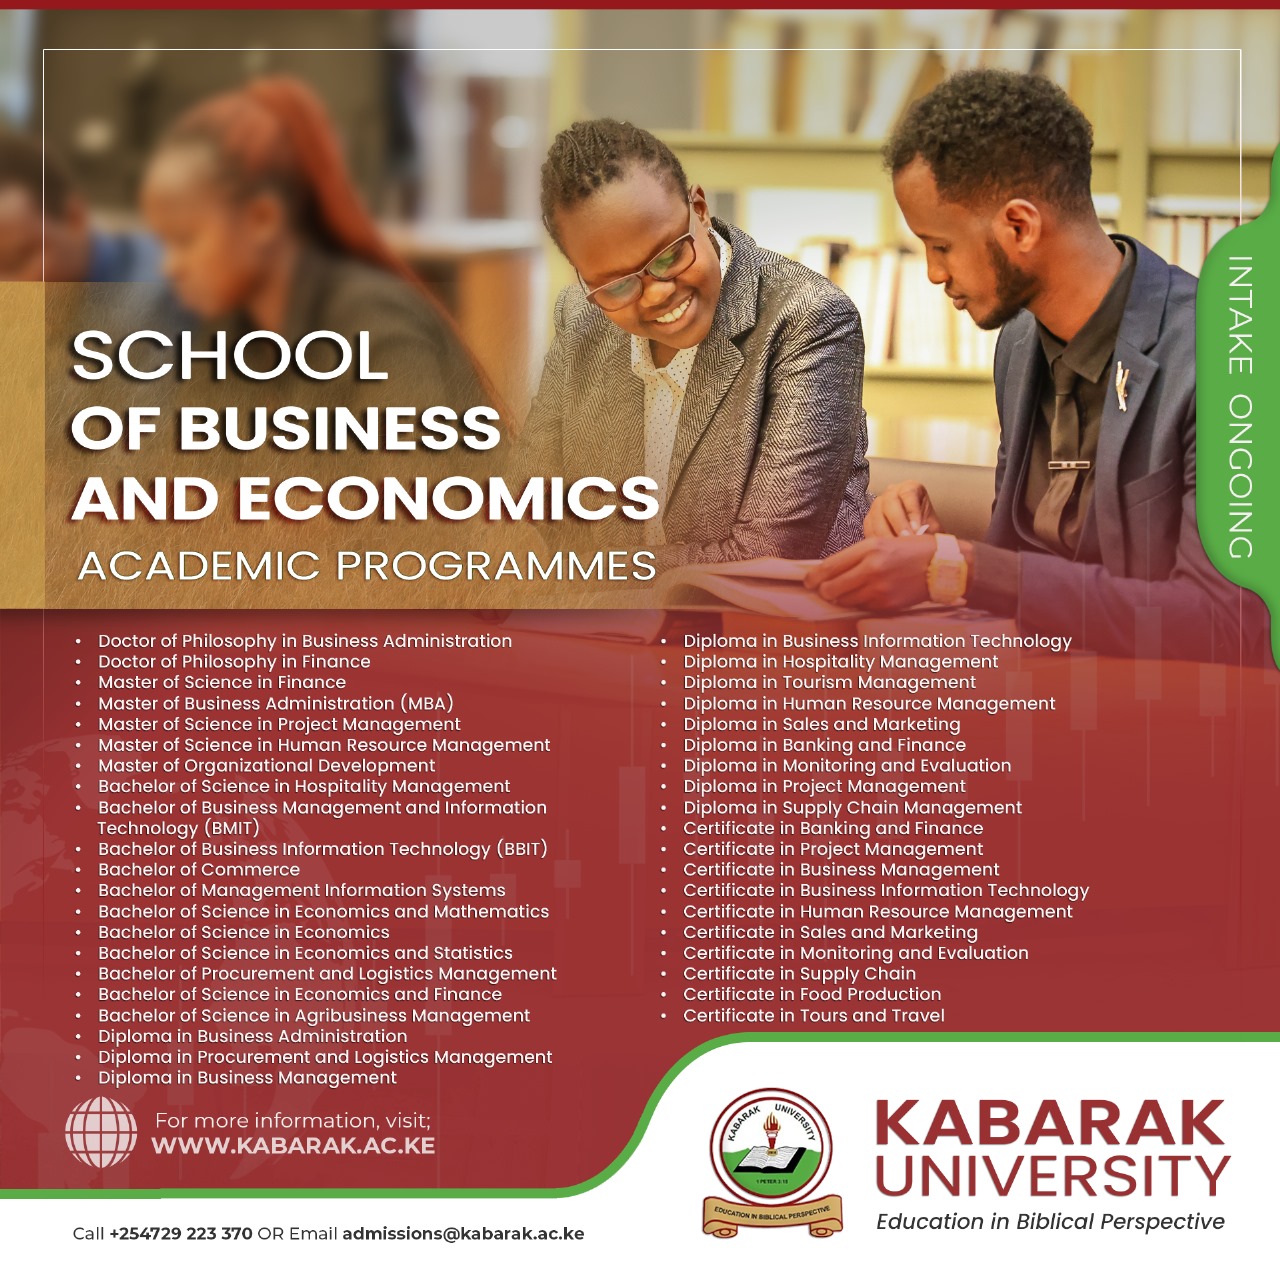 INTAKE ONGOING
SCHOOL
OF BUSINESS
AND ECONOMICS
ACADEMIC PROGRAMMES
• Doctor of Philosophy in Business Administration
• Doctor of Philosophy in Finance
• Master of Science in Finance
• Master of Business Administration (MBA)
• Master of Science in Project Management
• Master of Science in Human Resource Management
• Master of Organizational Development
• Bachelor of Science in Hospitality Management
• Bachelor of Business Management and Information
Technology (BMIT)
• Bachelor of Business Information Technology (BBIT)
• Bachelor of Commerce
• Bachelor of Management Information Systems
• Bachelor of Science in Economics and Mathematics
• Bachelor of Science in Economics
• Bachelor of Science in Economics and Statistics
• Bachelor of Procurement and Logistics Management
• Bachelor of Science in Economics and Finance
• Bachelor of Science in Agribusiness Management
• Diploma in Business Administration
• Diploma in Procurement and Logistics Management
• Diploma in Business Management
• Diploma in Business Information Technology
• Diploma in Hospitality Management
• Diploma in Tourism Management
• Diploma in Human Resource Management
• Diploma in Sales and Marketing
• Diploma in Banking and Finance
• Diploma in Monitoring and Evaluation
• Diploma in Project Management
• Diploma in Supply Chain Management
• Certificate in Banking and Finance
• Certificate in Project Management
• Certificate in Business Management
• Certificate in Business Information Technology
• Certificate in Human Resource Management
• Certificate in Sales and Marketing
• Certificate in Monitoring and Evaluation
• Certificate in Supply Chain
• Certificate in Food Production
• Certificate in Tours and Travel
For more information, visit;
WWW.KABARAK.AC.KE
Call +254729 223 370 OR Email admissions@kabarak.ac.ke
KABARAK UNIVERSITY
1 PETER 3:15
EDUCATION IN BIBLICAL PERSPECTIVE
KABARAK
UNIVERSITY
Education in Biblical Perspective